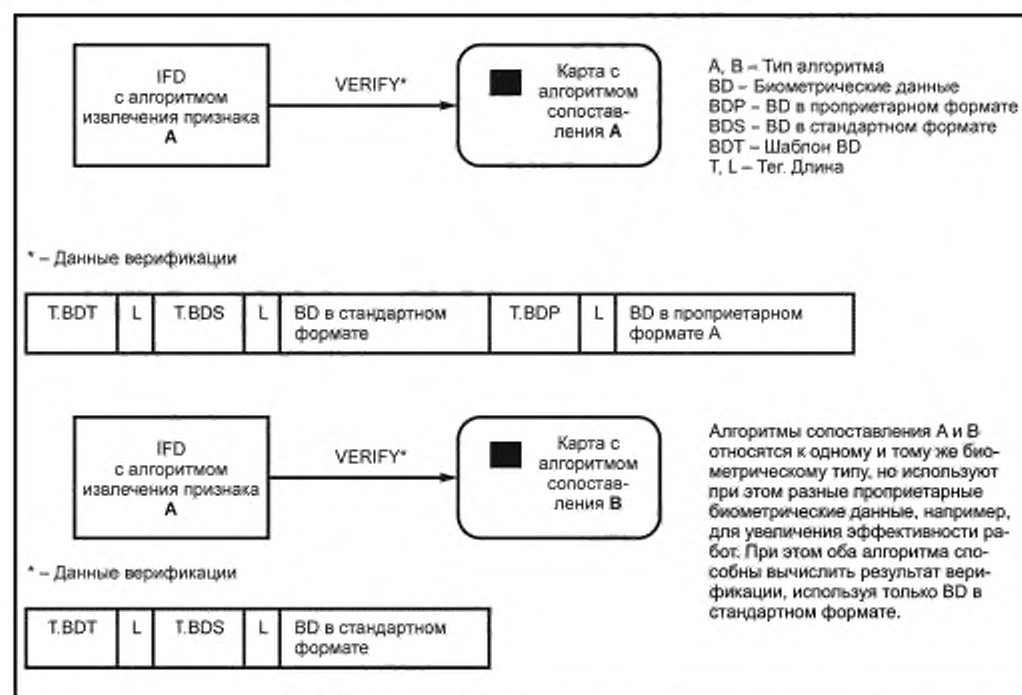 IFD
с алгоритмом
извлечения признака
A
VERIFY*
Карта с
алгоритмом
сопостав-
ления A
A, B – Тип алгоритма
BD – Биометрические данные
BDP – BD в проприетарном формате
BDS – BD в стандартном формате
BDT – Шаблон BD
T, L – Тег. Длина
* – Данные верификации
T.BDT L T.BDS L BD в стандартном формате T.BDP L BD в проприетарном формате A
IFD
с алгоритмом
извлечения признака
A
VERIFY*
Карта с
алгоритмом
сопостав-
ления B
Алгоритмы сопоставления A и B
относятся к одному и тому же био-
метрическому типу, но используют
при этом разные проприетарные
биометрические данные, например,
для увеличения эффективности ра-
бот. При этом оба алгоритма спо-
собны вычислить результат вери-
фикации, используя только BD в
стандартном формате.
* – Данные верификации
T.BDT L T.BDS L BD в стандартном формате